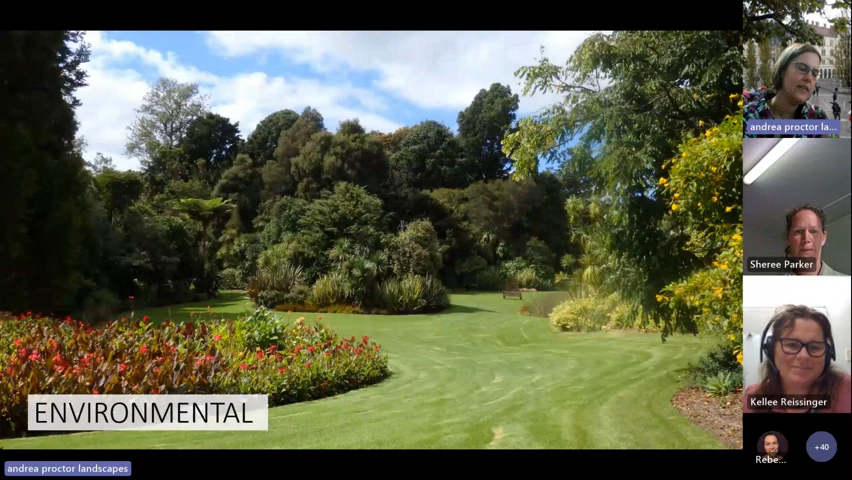 ENVIRONMENTAL
andrea proctor landscapes
andrea proctor la...
Sheree Parker
Kellee Reissinger
Rebe...
+40